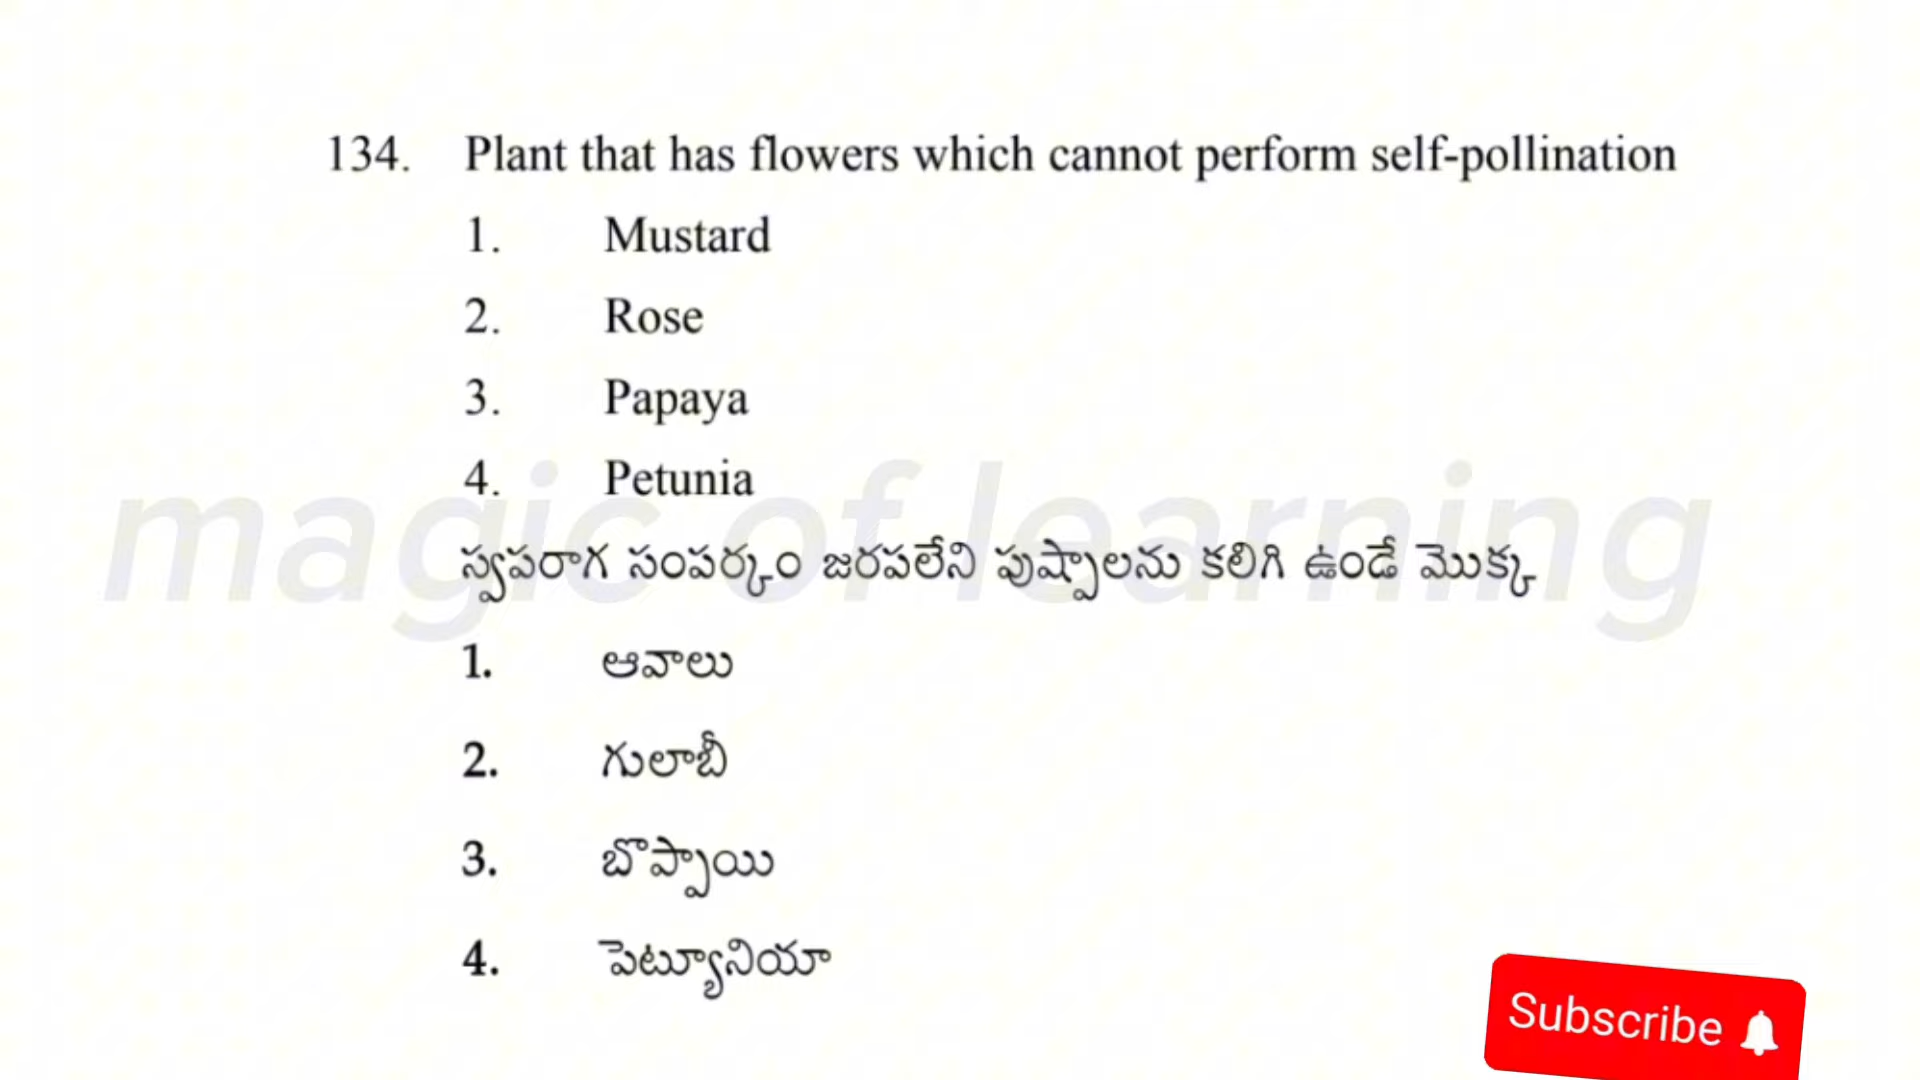 134. Plant that has flowers which cannot perform self-pollination
1. Mustard
2. Rose
3. Papaya
4. Petunia
magic of learning
స్వపరాగ సంపర్కం జరపలేని పుష్పాలను కలిగి ఉండే మొక్క
1. ఆవాలు
2. గులాబీ
3. బొప్పాయి
4. పెట్యూనియా
Subscribe